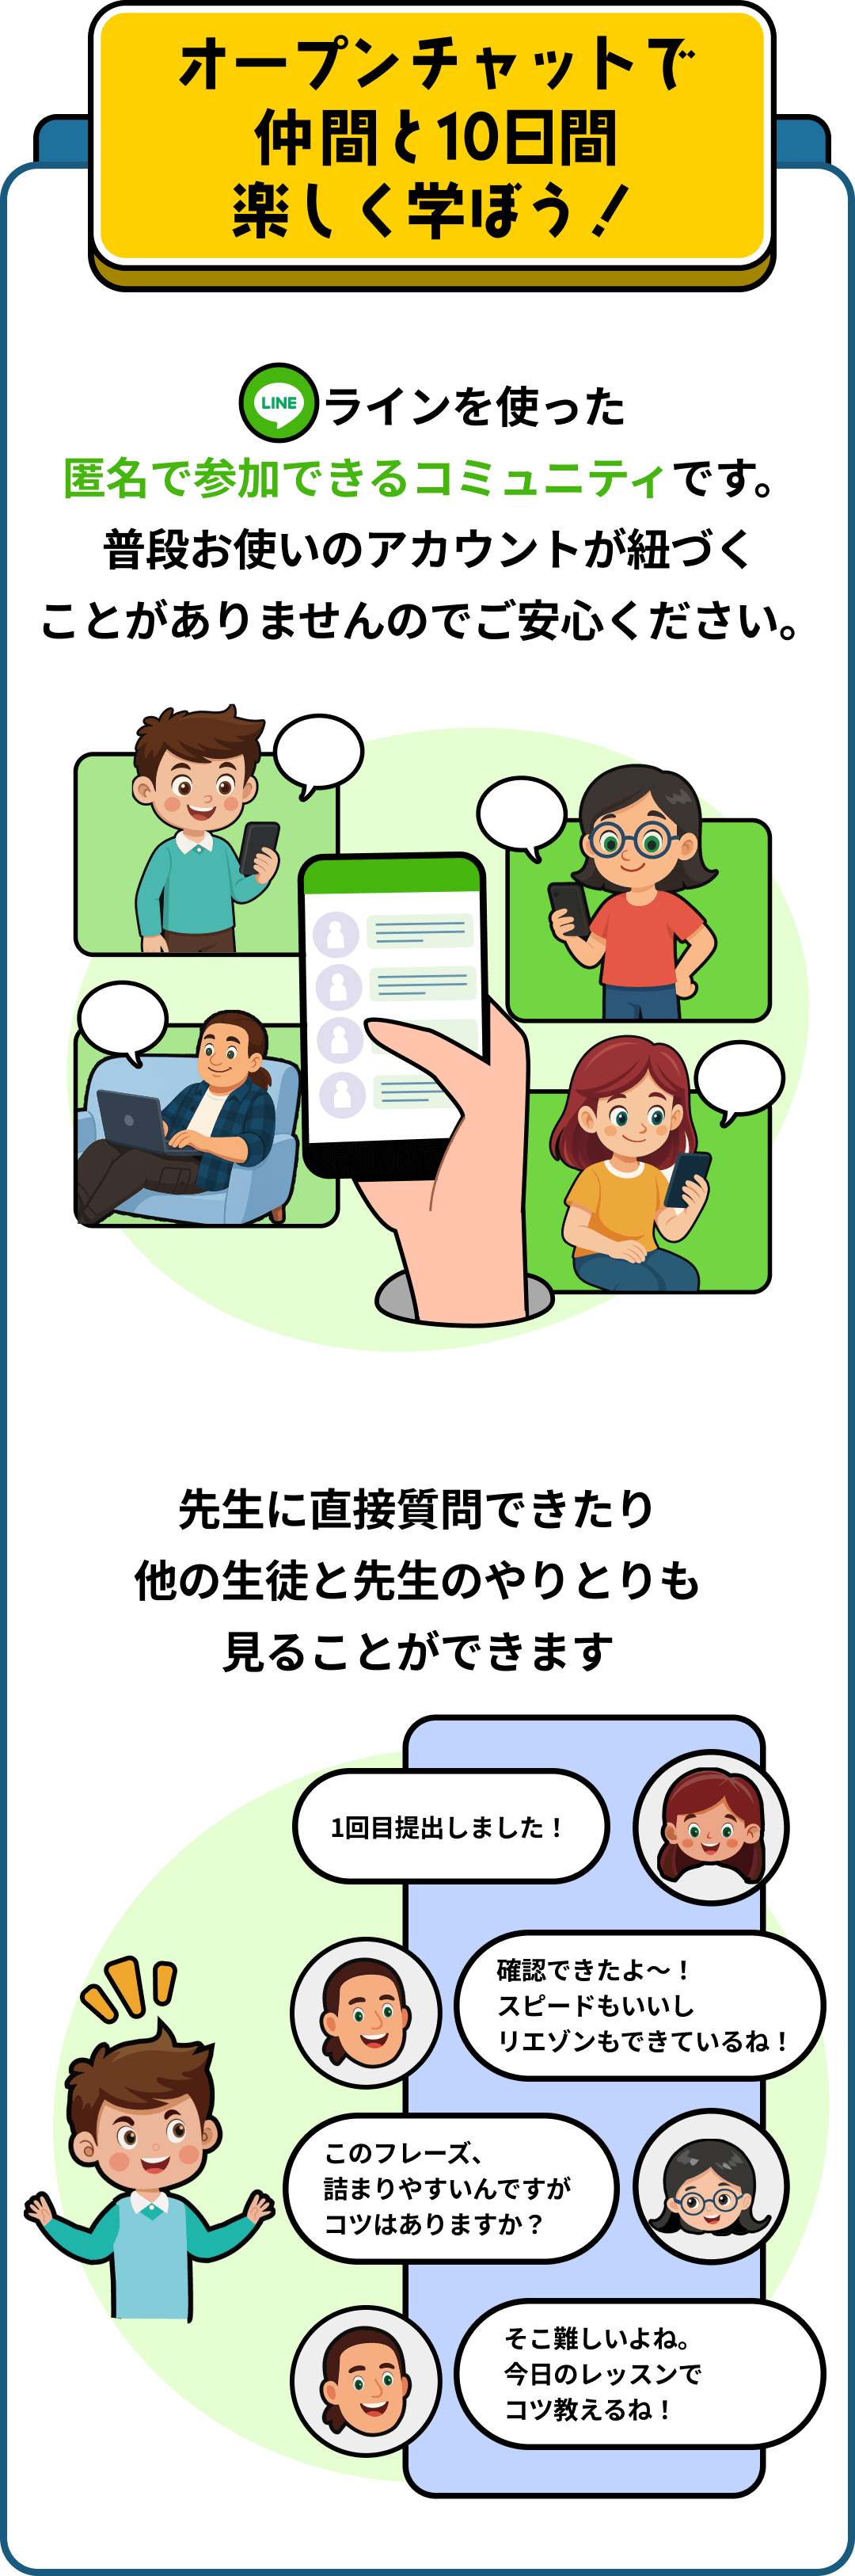 オープンチャットで
仲間と10日間
楽しく学ぼう！
LINE ラインを使った
匿名で参加できるコミュニティです。
普段お使いのアカウントが紐づく
ことがありませんのでご安心ください。
先生に直接質問できたり
他の生徒と先生のやりとりも
見ることができます
1回目提出しました！
確認できたよ〜！
スピードもいいし
リエゾンもできているね！
このフレーズ、
詰まりやすいんですが
コツはありますか？
そこ難しいよね。
今日のレッスンで
コツ教えるね！